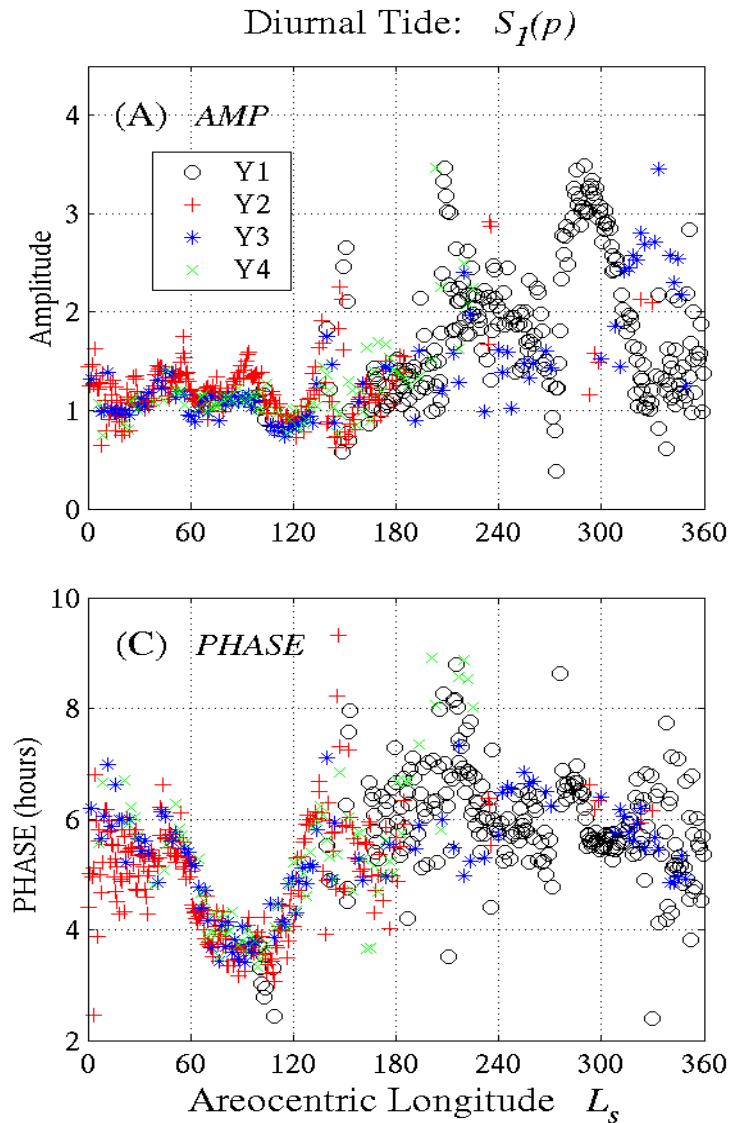 Diurnal Tide: S1(p)
(A) AMP
Y1
Y2
Y3
Y4
Amplitude
4
3
2
1
0
0 60 120 180 240 300 360
(C) PHASE
PHASE (hours)
10
8
6
4
2
0 60 120 180 240 300 360
Areocentric Longitude Ls